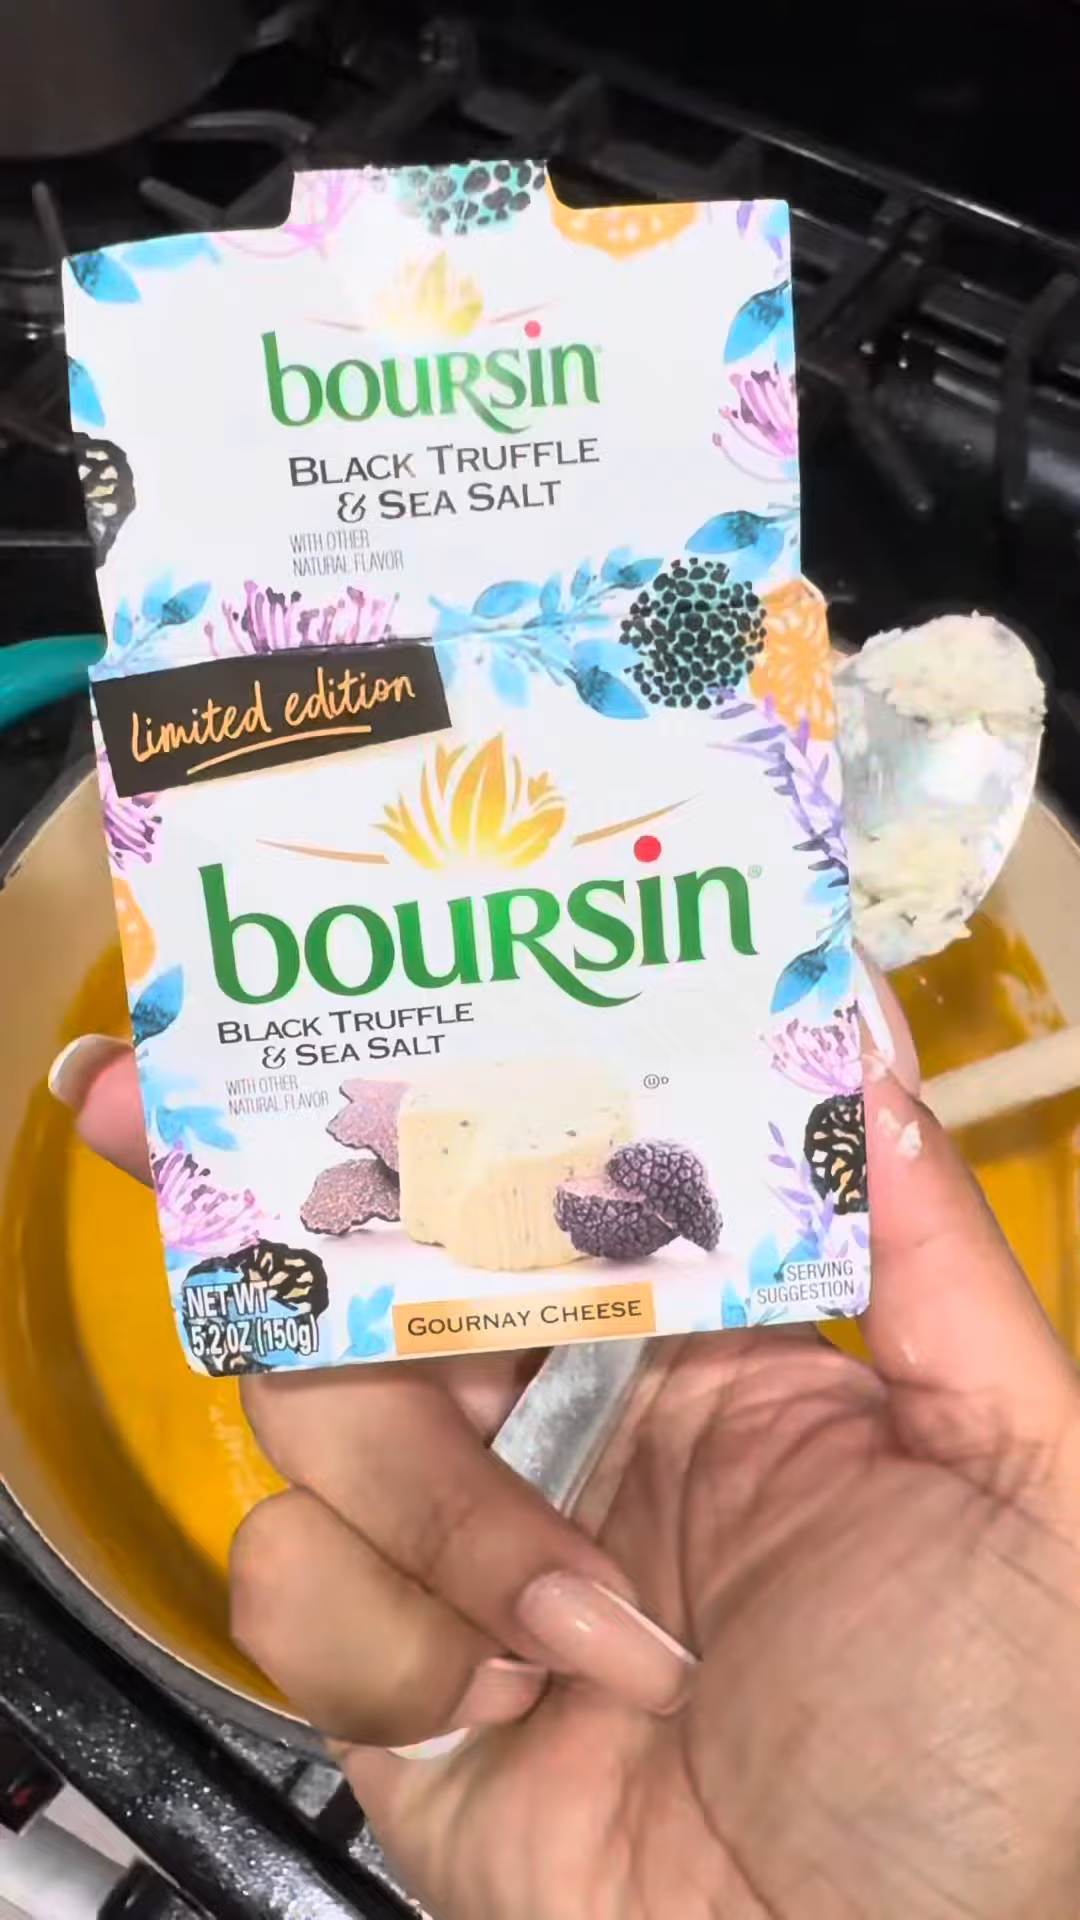 boursin
BLACK TRUFFLE
& SEA SALT
WITH OTHER
NATURAL FLAVOR
Limited edition
boursin®
BLACK TRUFFLE
& SEA SALT
WITH OTHER
NATURAL FLAVOR
Ⓤ D
NET WT
5.2 OZ (150g)
GOURNAY CHEESE
SERVING
SUGGESTION